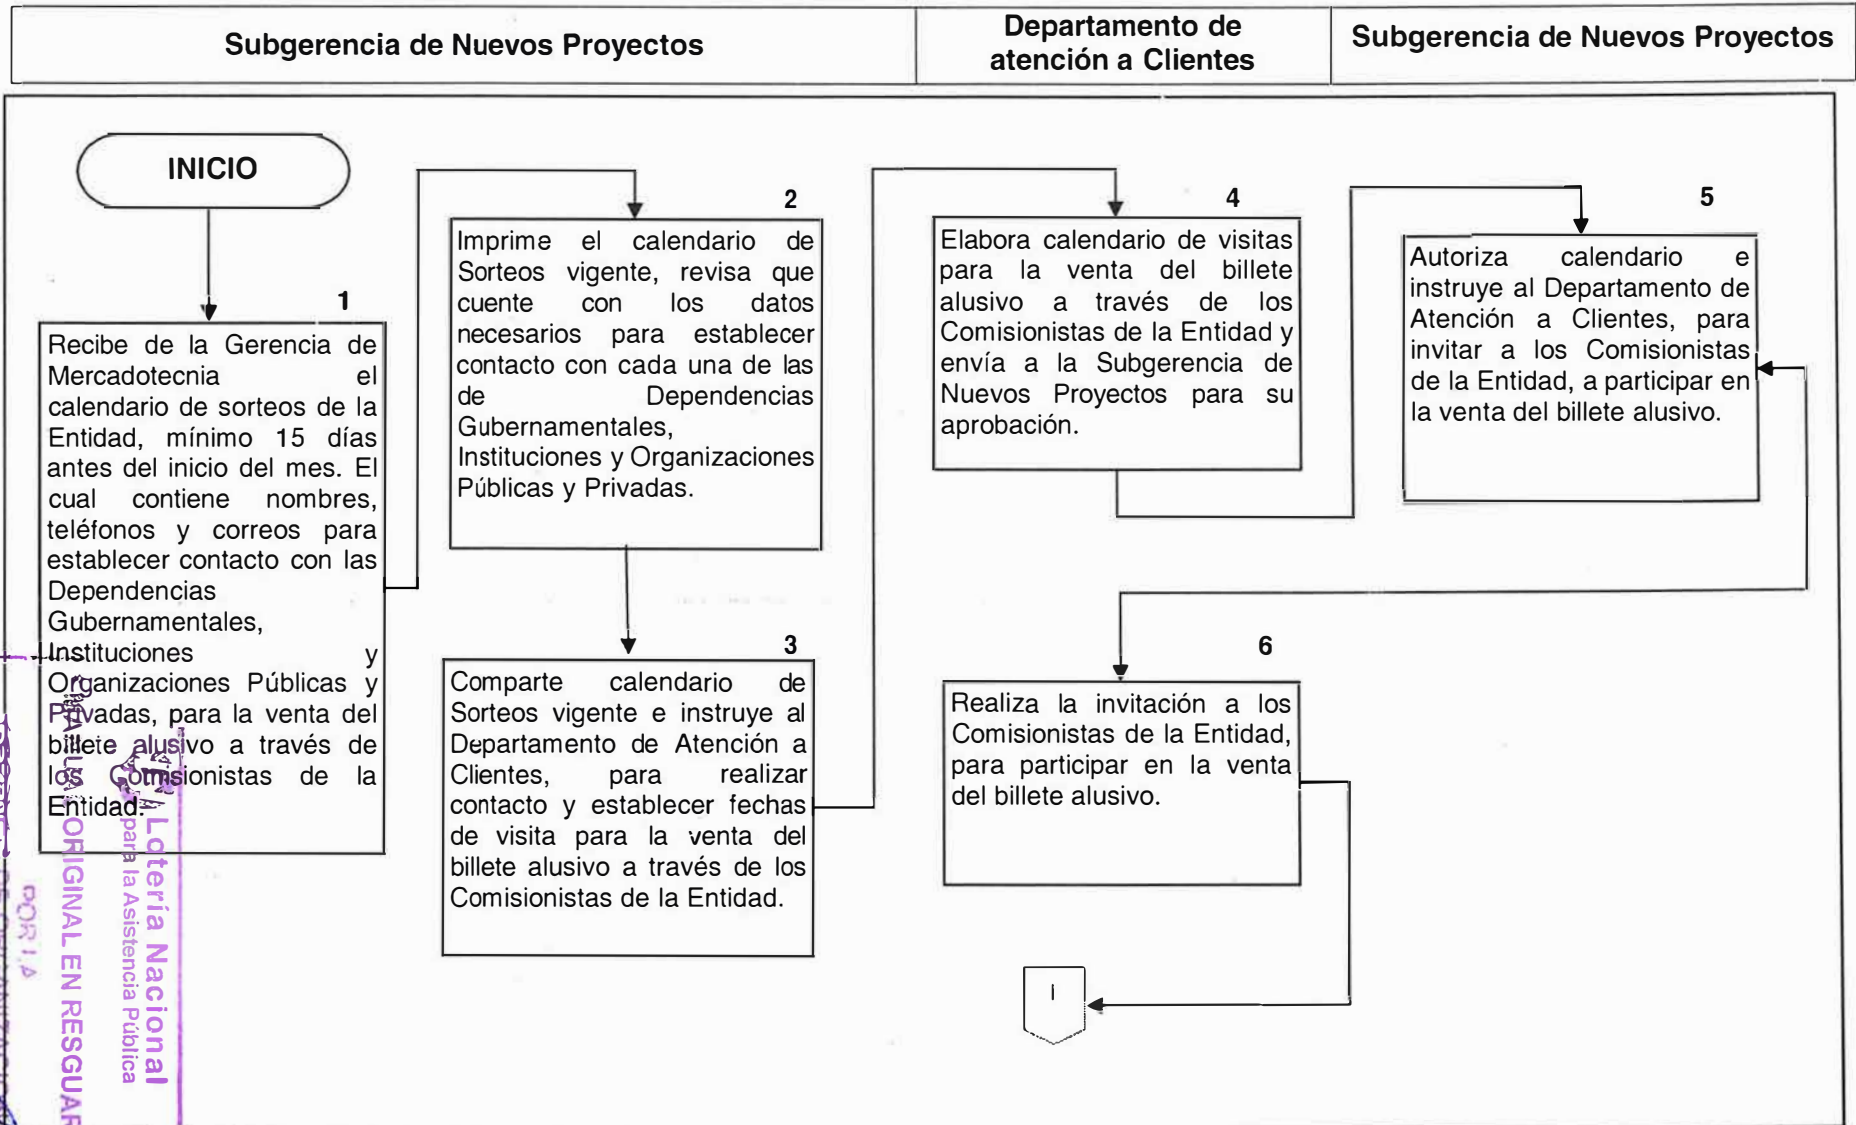 Subgerencia de Nuevos Proyectos
Departamento de
atención a Clientes
Subgerencia de Nuevos Proyectos
INICIO
1
Recibe de la Gerencia de
Mercadotecnia el
calendario de sorteos de la
Entidad, mínimo 15 días
antes del inicio del mes. El
cual contiene nombres,
teléfonos y correos para
establecer contacto con las
Dependencias
Gubernamentales,
Instituciones y
Organizaciones Públicas y
Privadas, para la venta del
billete alusivo a través de
los Comisionistas de la
Entidad.
2
Imprime el calendario de
Sorteos vigente, revisa que
cuente con los datos
necesarios para establecer
contacto con cada una de las
de Dependencias
Gubernamentales,
Instituciones y Organizaciones
Públicas y Privadas.
3
Comparte calendario de
Sorteos vigente e instruye al
Departamento de Atención a
Clientes, para realizar
contacto y establecer fechas
de visita para la venta del
billete alusivo a través de los
Comisionistas de la Entidad.
4
Elabora calendario de visitas
para la venta del billete
alusivo a través de los
Comisionistas de la Entidad y
envía a la Subgerencia de
Nuevos Proyectos para su
aprobación.
5
Autoriza calendario e
instruye al Departamento de
Atención a Clientes, para
invitar a los Comisionistas
de la Entidad, a participar en
la venta del billete alusivo.
6
Realiza la invitación a los
Comisionistas de la Entidad,
para participar en la venta
del billete alusivo.
I
Lotería Nacional
para la Asistencia Pública
ORIGINAL EN RESGUAR